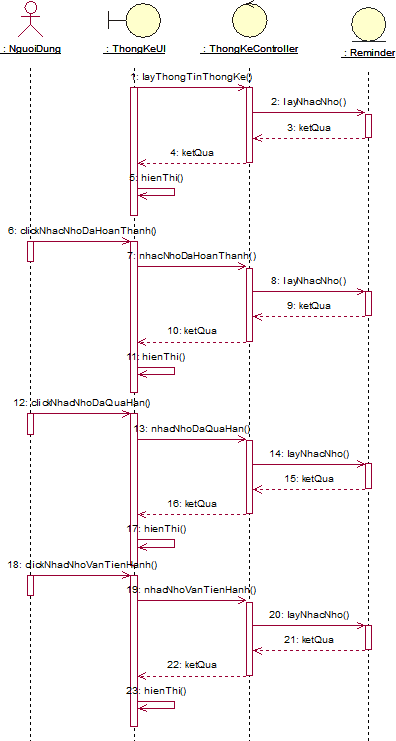 : NguoiDung
: ThongKeUI
: ThongKeController
: Reminder
1: layThongTinThongKe()
2: layNhacNho()
3: ketQua
4: ketQua
5: hienThi()
6: clickNhacNhoDaHoanThanh()
7: nhacNhoDaHoanThanh()
8: layNhacNho()
9: ketQua
10: ketQua
11: hienThi()
12: clickNhacNhoDaQuaHan()
13: nhacNhoDaQuaHan()
14: layNhacNho()
15: ketQua
16: ketQua
17: hienThi()
18: clickNhacNhoVanTienHanh()
19: nhacNhoVanTienHanh()
20: layNhacNho()
21: ketQua
22: ketQua
23: hienThi()